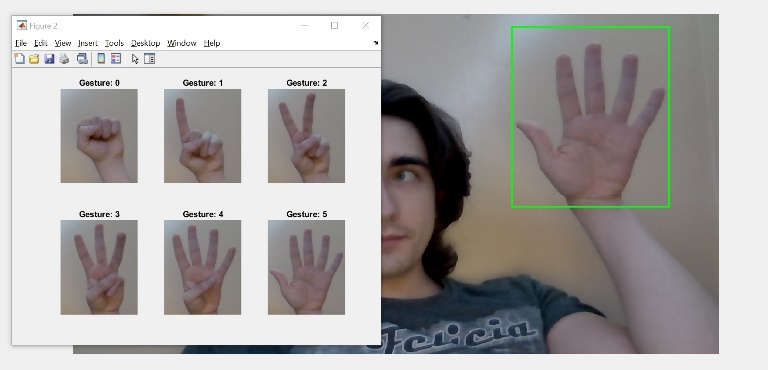 Figure 2
File Edit View Insert Tools Desktop Window Help
Gesture: 0 Gesture: 1 Gesture: 2
Gesture: 3 Gesture: 4 Gesture: 5
Felicia